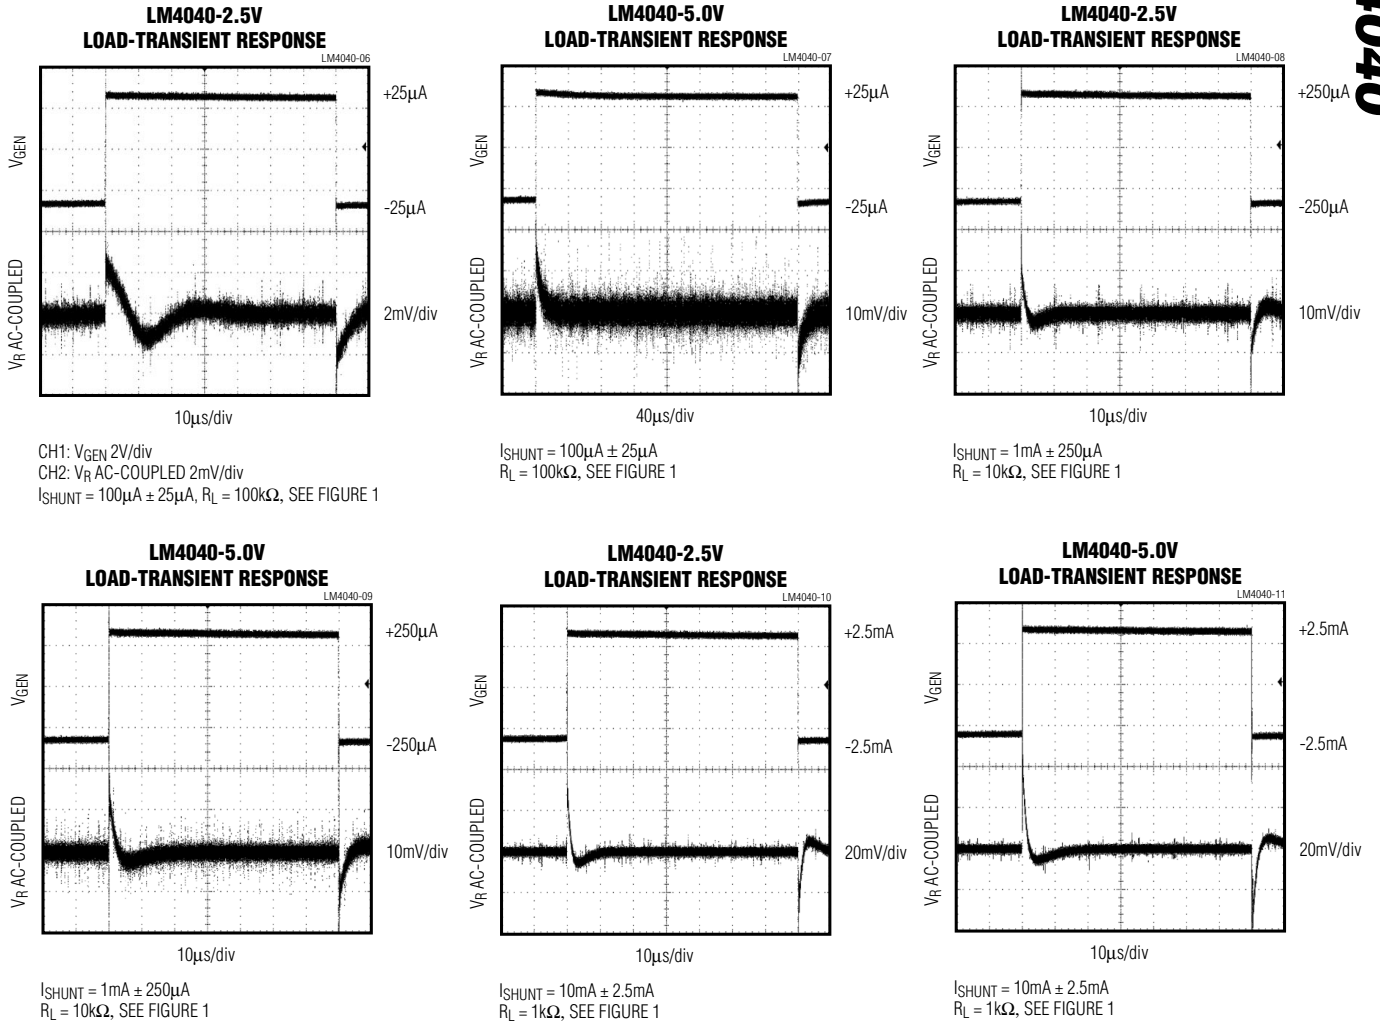 4040
LM4040-2.5V
LOAD-TRANSIENT RESPONSE
LM4040-06
+25μA
VGEN
-25μA
VR AC-COUPLED
2mV/div
10μs/div
CH1: VGEN 2V/div
CH2: VR AC-COUPLED 2mV/div
ISHUNT = 100μA ± 25μA, RL = 100kΩ, SEE FIGURE 1
LM4040-5.0V
LOAD-TRANSIENT RESPONSE
LM4040-07
+25μA
VGEN
-25μA
VR AC-COUPLED
10mV/div
40μs/div
ISHUNT = 100μA ± 25μA
RL = 100kΩ, SEE FIGURE 1
LM4040-2.5V
LOAD-TRANSIENT RESPONSE
LM4040-08
+250μA
VGEN
-250μA
VR AC-COUPLED
10mV/div
10μs/div
ISHUNT = 1mA ± 250μA
RL = 10kΩ, SEE FIGURE 1
LM4040-5.0V
LOAD-TRANSIENT RESPONSE
LM4040-09
+250μA
VGEN
-250μA
VR AC-COUPLED
10mV/div
10μs/div
ISHUNT = 1mA ± 250μA
RL = 10kΩ, SEE FIGURE 1
LM4040-2.5V
LOAD-TRANSIENT RESPONSE
LM4040-10
+2.5mA
VGEN
-2.5mA
VR AC-COUPLED
20mV/div
10μs/div
ISHUNT = 10mA ± 2.5mA
RL = 1kΩ, SEE FIGURE 1
LM4040-5.0V
LOAD-TRANSIENT RESPONSE
LM4040-11
+2.5mA
VGEN
-2.5mA
VR AC-COUPLED
20mV/div
10μs/div
ISHUNT = 10mA ± 2.5mA
RL = 1kΩ, SEE FIGURE 1